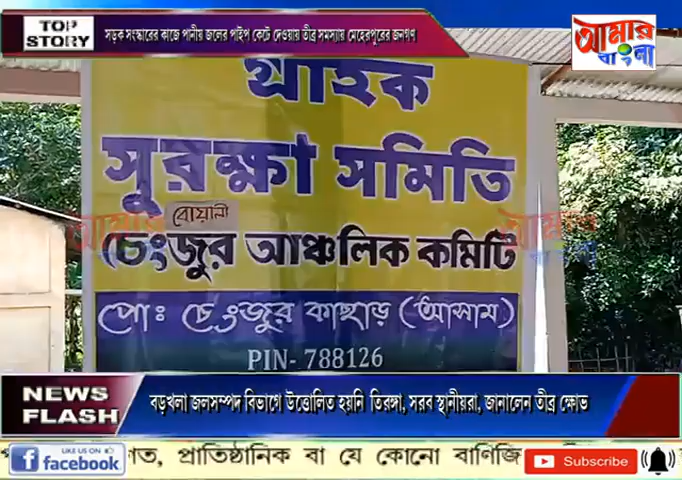 TOP STORY
সড়ক সংস্কারের কাজে পানীয় জলের পাইপ কেটে দেওয়ায় তীব্র সমস্যায় মেহেরপুরের জনগণ
আমার বাংলা
গ্রাহক
সুরক্ষা সমিতি
বোয়ালী
চেংজুর আঞ্চলিক কমিটি
পোঃ চেংজুর কাছাড় (আসাম)
PIN- 788126
NEWS FLASH
বড়খলা জলসম্পদ বিভাগে উত্তোলিত হয়নি তিরঙ্গা, সরব স্থানীয়রা, জানালেন তীব্র ক্ষোভ
LIKE US ON
facebook
গত, প্রাতিষ্ঠানিক বা যে কোনো বাণিজি
Subscribe